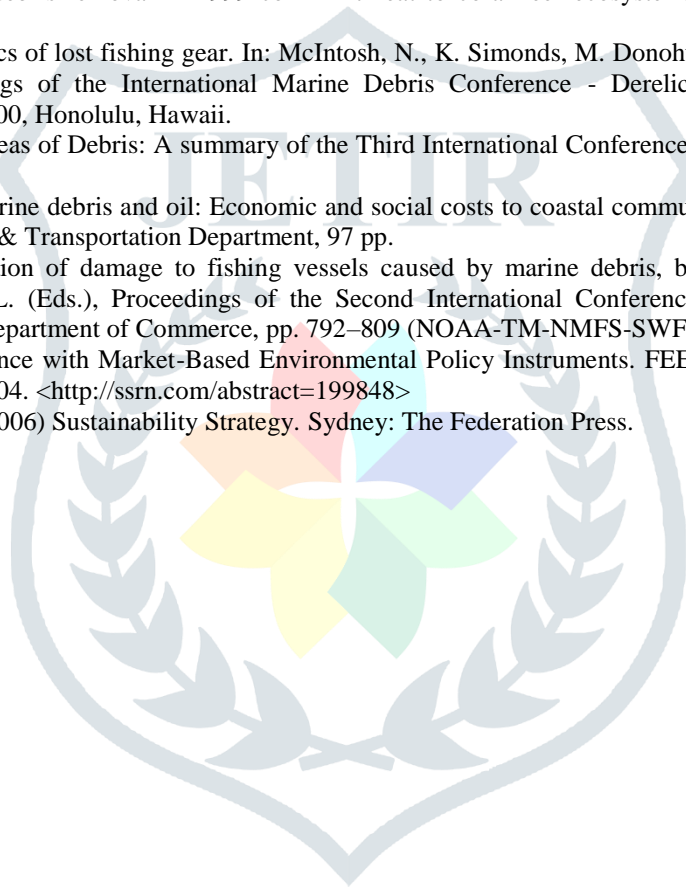 cs of lost fishing gear. In: McIntosh, N., K. Simonds, M. Donoh
gs of the International Marine Debris Conference - Derelic
00, Honolulu, Hawaii.
eas of Debris: A summary of the Third International Conference
rine debris and oil: Economic and social costs to coastal commu
& Transportation Department, 97 pp.
ion of damage to fishing vessels caused by marine debris, b
L. (Eds.), Proceedings of the Second International Conferenc
epartment of Commerce, pp. 792–809 (NOAA-TM-NMFS-SWF
nce with Market-Based Environmental Policy Instruments. FEE
04. <http://ssrn.com/abstract=199848>
006) Sustainability Strategy. Sydney: The Federation Press.
JETIR